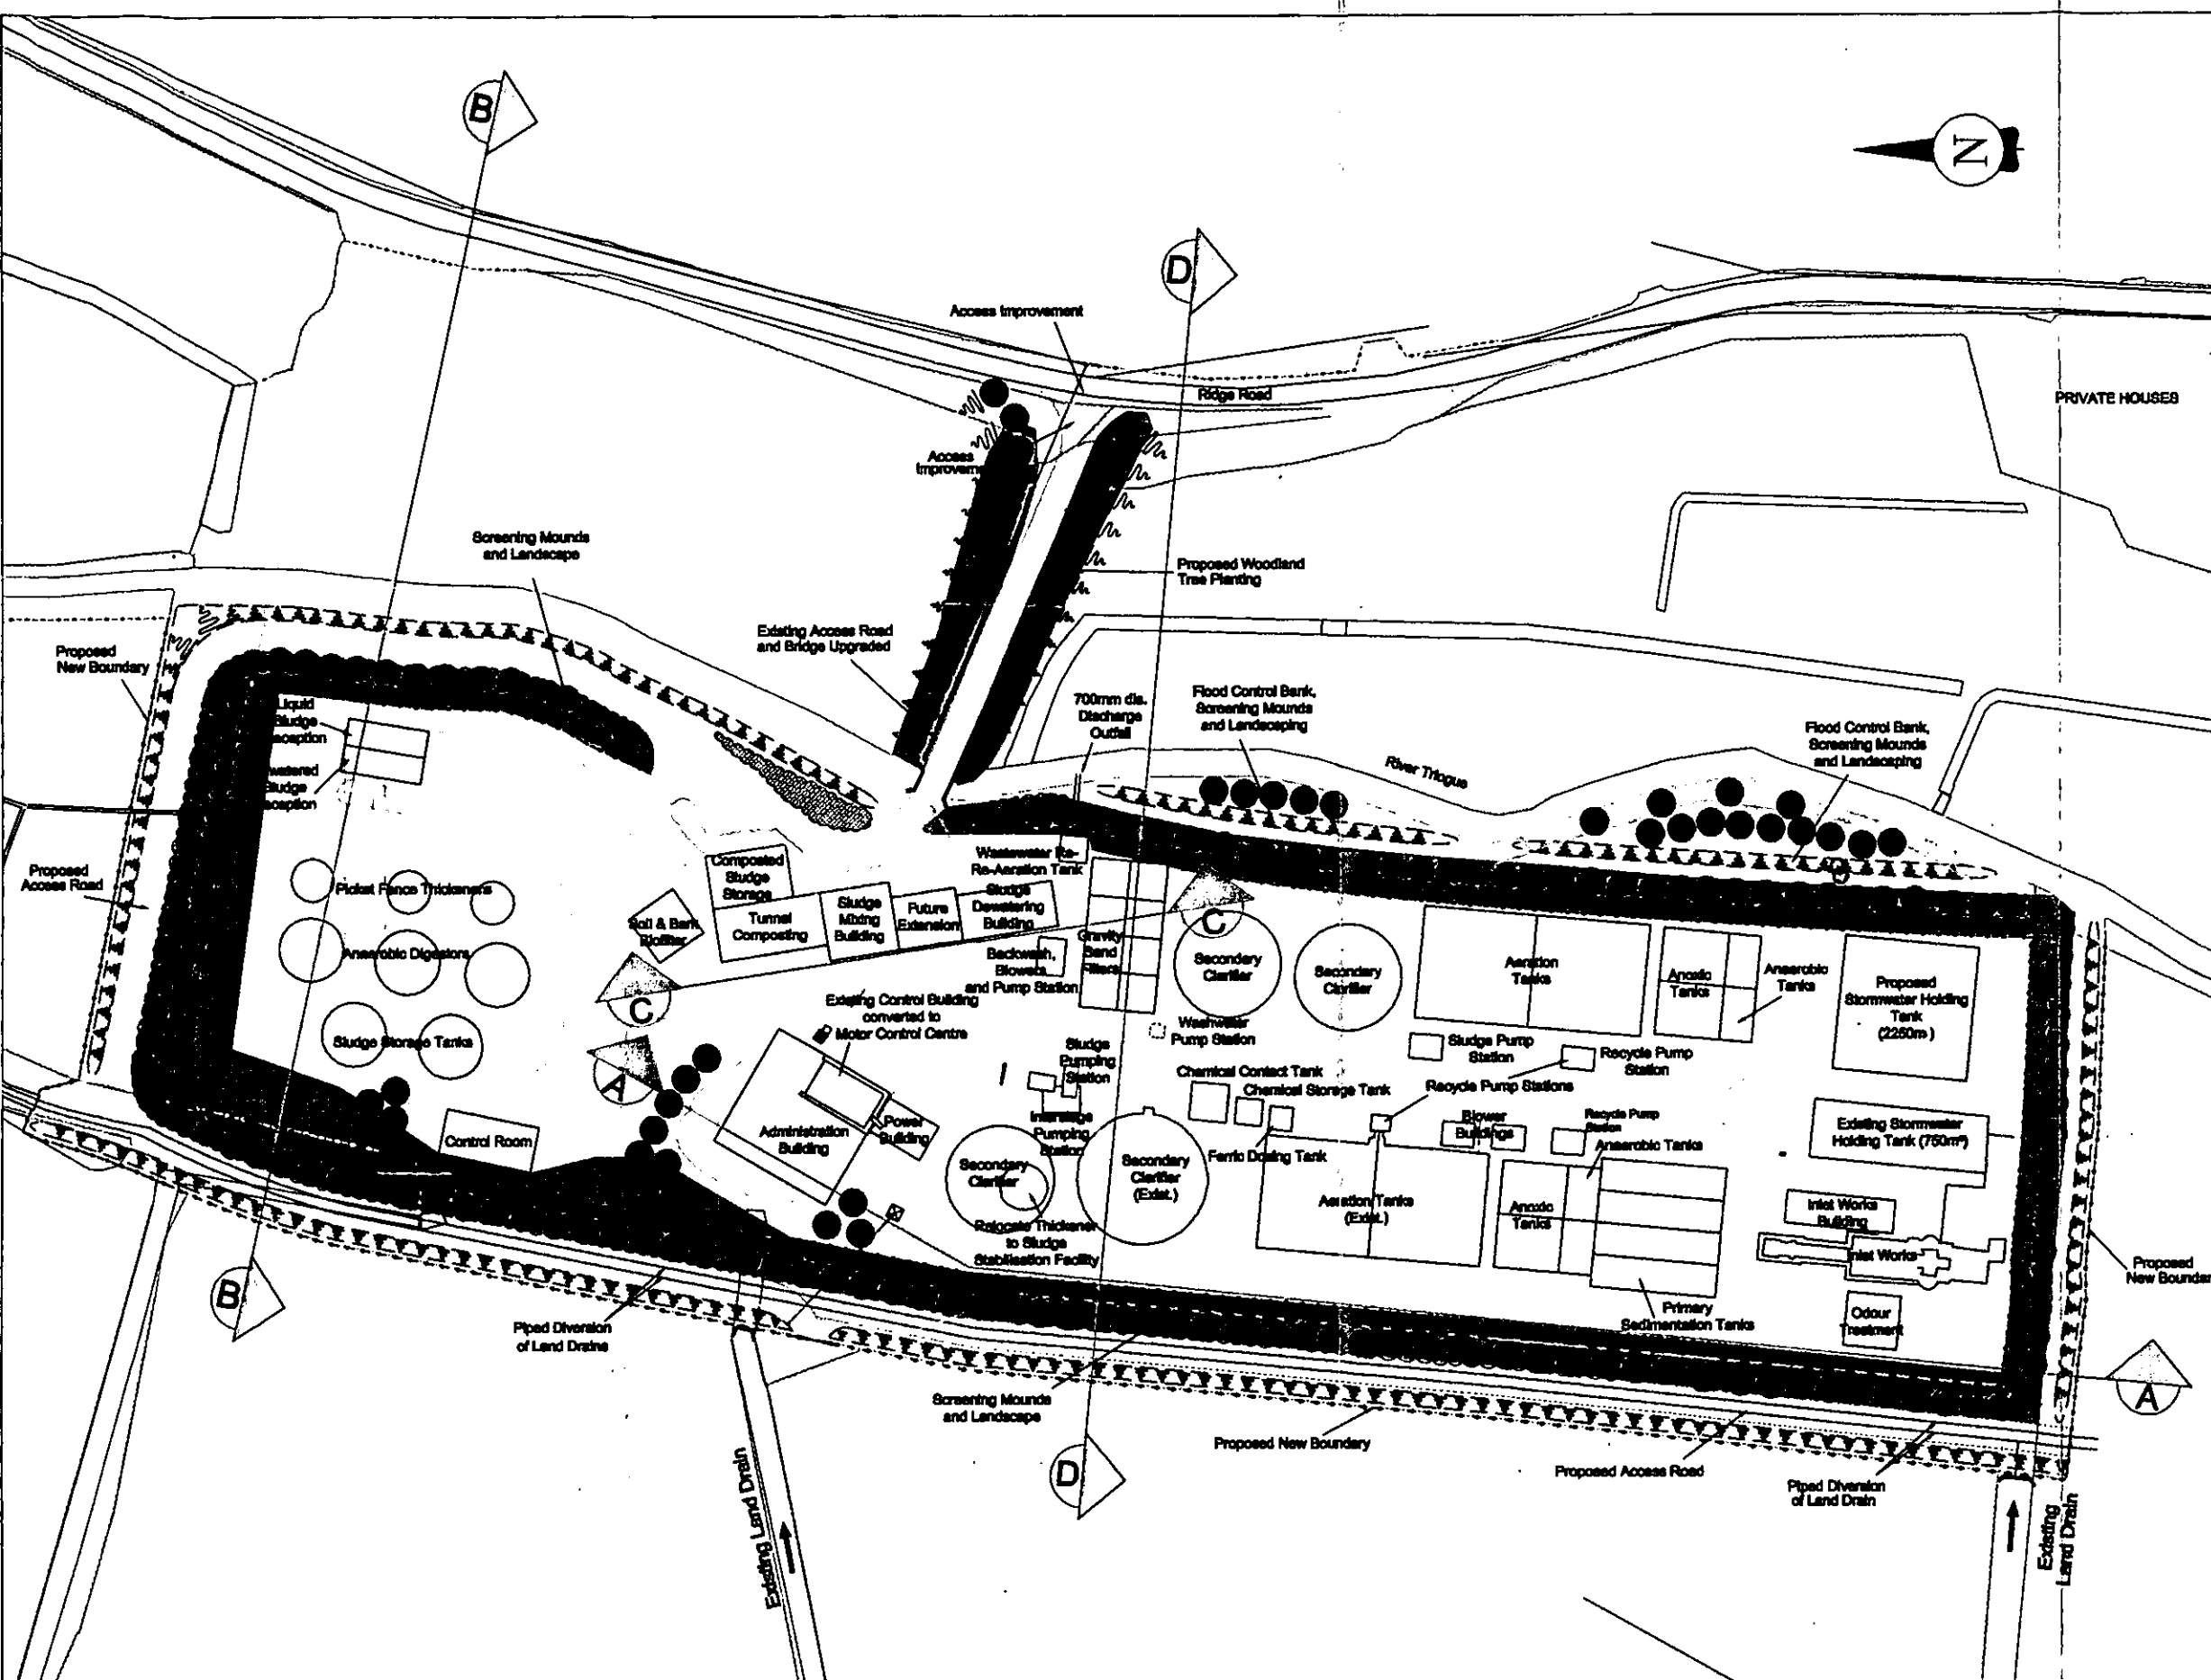 B
N
D
Access Improvement
Ridge Road
PRIVATE HOUSES
Access
Screening Mounds
and Landscape
Proposed Woodland
Tree Planting
Existing Access Road
and Bridge Upgraded
Proposed
New Boundary
700mm dia.
Discharge
Outfall
Flood Control Bank,
Screening Mounds
and Landscaping
Flood Control Bank,
Screening Mounds
and Landscaping
River Triogue
Liquid
Sludge
Sludge
Proposed
Access Road
Picket Fence Thickeners
Anaerobic Digestors
Sludge Storage Tanks
Control Room
Composted
Sludge
Storage
Tunnel
Composting
Sludge
Mixing
Building
Future
Extension
Sludge
Dewatering
Building
Wastewater Re-
Re-Aeration Tank
Soil & Bark
Biofilter
Backwash,
Blowers
and Pump Station
Gravity
Sand
Filters
C
C
A
Secondary
Clarifier
Secondary
Clarifier
Aeration
Tanks
Anoxic
Tanks
Anaerobic
Tanks
Proposed
Stormwater Holding
Tank
(2250m )
Existing Control Building
converted to
Motor Control Centre
Washwater
Pump Station
Sludge
Pumping
Station
Sludge Pump
Station
Recycle Pump
Station
Chemical Contact Tank
Chemical Storage Tank
Recycle Pump Stations
Administration
Building
Power
Building
Interstage
Pumping
Station
Ferric Dosing Tank
Blower
Buildings
Recycle Pump
Station
Anaerobic Tanks
Existing Stormwater
Holding Tank (750m³)
Secondary
Clarifier
Secondary
Clarifier
(Exist.)
Aeration Tanks
(Exist.)
Anoxic
Tanks
Inlet Works
Building
Inlet Works
Relocate Thickener
to Sludge
Stabilisation Facility
Primary
Sedimentation Tanks
Odour
Treatment
Proposed
B
Piped Diversion
of Land Drains
Screening Mounds
and Landscape
Proposed New Boundary
Proposed Access Road
Piped Diversion
of Land Drain
A
D
Existing Land Drain
Existing
Land Drain